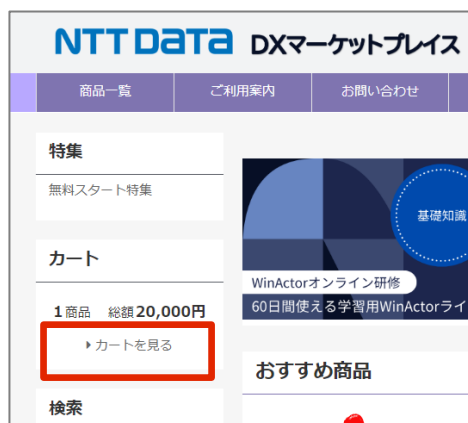 NTT DATA DXマーケットプレイス
商品一覧 ご利用案内 お問い合わせ
特集
無料スタート特集
カート
1商品 総額20,000円
カートを見る
検索
基礎知識
WinActorオンライン研修
60日間使える学習用WinActorライ
おすすめ商品